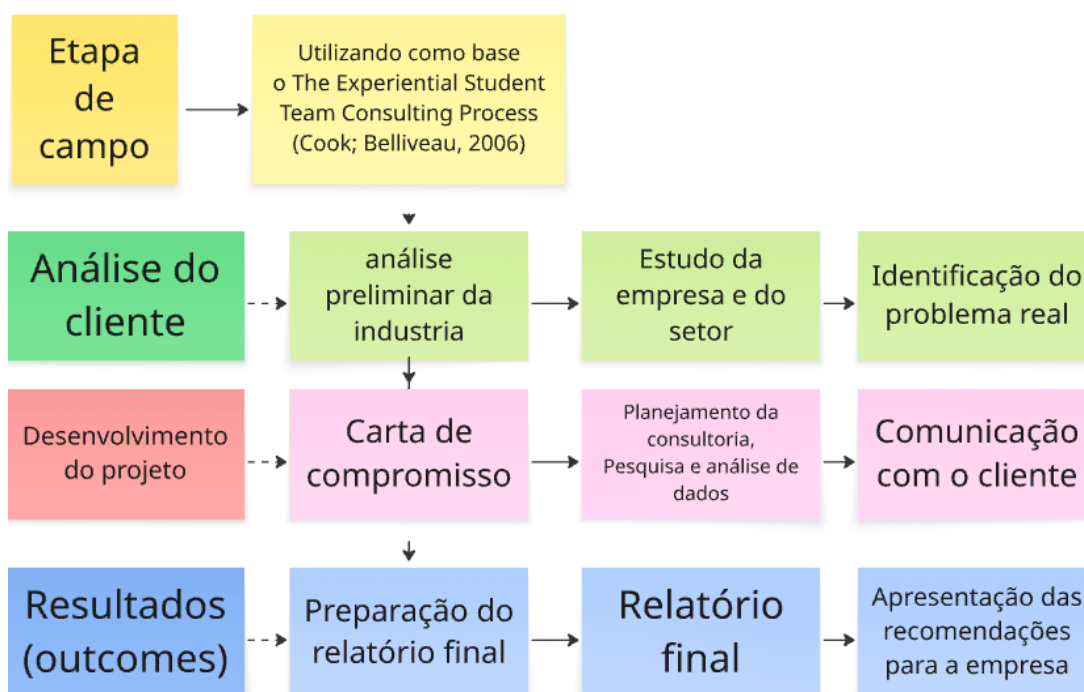 Etapa
de
campo
Utilizando como base
o The Experiential Student
Team Consulting Process
(Cook; Belliveau, 2006)
Análise do
cliente
análise
preliminar da
industria
Estudo da
empresa e do
setor
Identificação do
problema real
Desenvolvimento
do projeto
Carta de
compromisso
Planejamento da
consultoria,
Pesquisa e análise de
dados
Comunicação
com o cliente
Resultados
(outcomes)
Preparação do
relatório final
Relatório
final
Apresentação das
recomendações
para a empresa